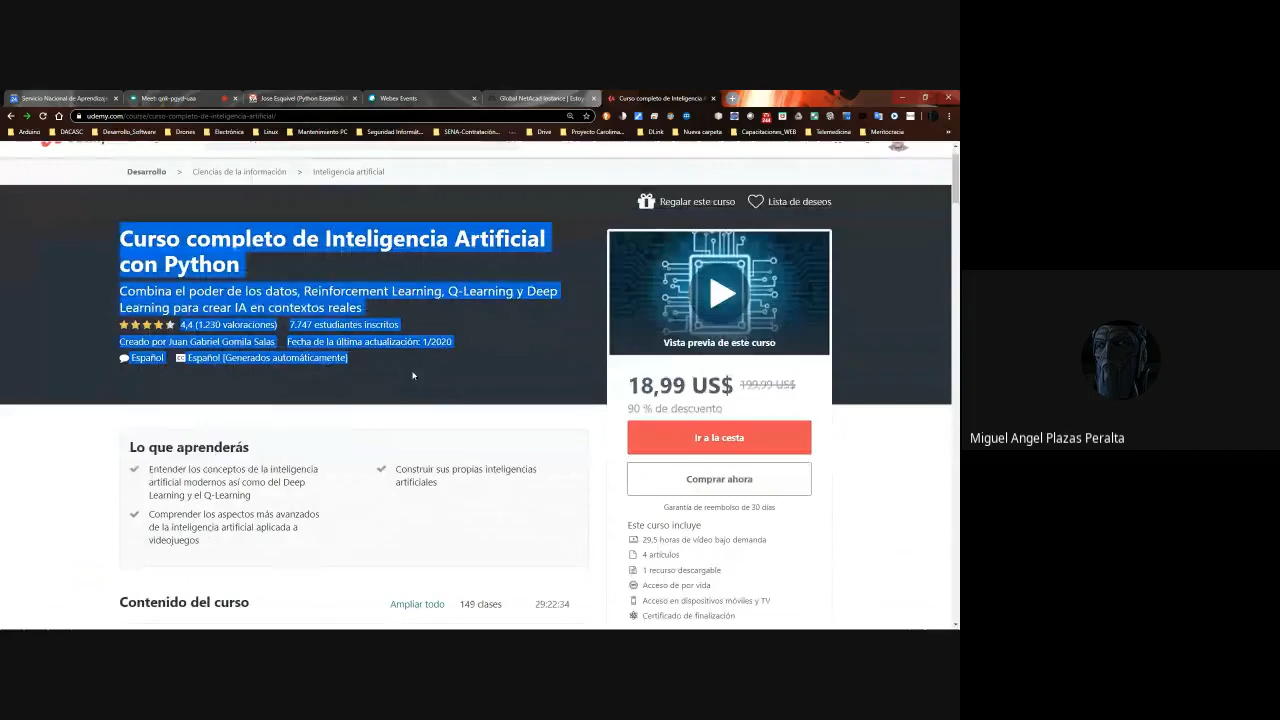 Servicio Nacional de Aprendizaje
Meet: qnk-pgyd-uaa
Jose Esquivel (Python Essentials
Webex Events
Global NetAcad Instance | Estoy
Curso completo de Inteligencia A
udemy.com/course/curso-completo-de-inteligencia-artificial/
Arduino
DACASC
Desarrollo_Software
Drones
Electrónica
Linux
Mantenimiento PC
Seguridad Informát...
SENA-Contratación...
Drive
Proyecto Carolina...
DLink
Nueva carpeta
Capacitaciones_WEB
Telemedicina
Meritocracia
Desarrollo > Ciencias de la información > Inteligencia artificial
Regalar este curso
Lista de deseos
Curso completo de Inteligencia Artificial
con Python
Combina el poder de los datos, Reinforcement Learning, Q-Learning y Deep
Learning para crear IA en contextos reales
4,4 (1.230 valoraciones) 7.747 estudiantes inscritos
Creado por Juan Gabriel Gomila Salas Fecha de la última actualización: 1/2020
Español Español [Generados automáticamente]
Vista previa de este curso
18,99 US$ 199,99 US$
90 % de descuento
Ir a la cesta
Comprar ahora
Garantía de reembolso de 30 días
Este curso incluye
29,5 horas de vídeo bajo demanda
4 artículos
1 recurso descargable
Acceso de por vida
Acceso en dispositivos móviles y TV
Certificado de finalización
Lo que aprenderás
Entender los conceptos de la inteligencia
artificial modernos así como del Deep
Learning y el Q-Learning
Comprender los aspectos más avanzados
de la inteligencia artificial aplicada a
videojuegos
Construir sus propias inteligencias
artificiales
Contenido del curso
Ampliar todo 149 clases 29:22:34
Miguel Angel Plazas Peralta